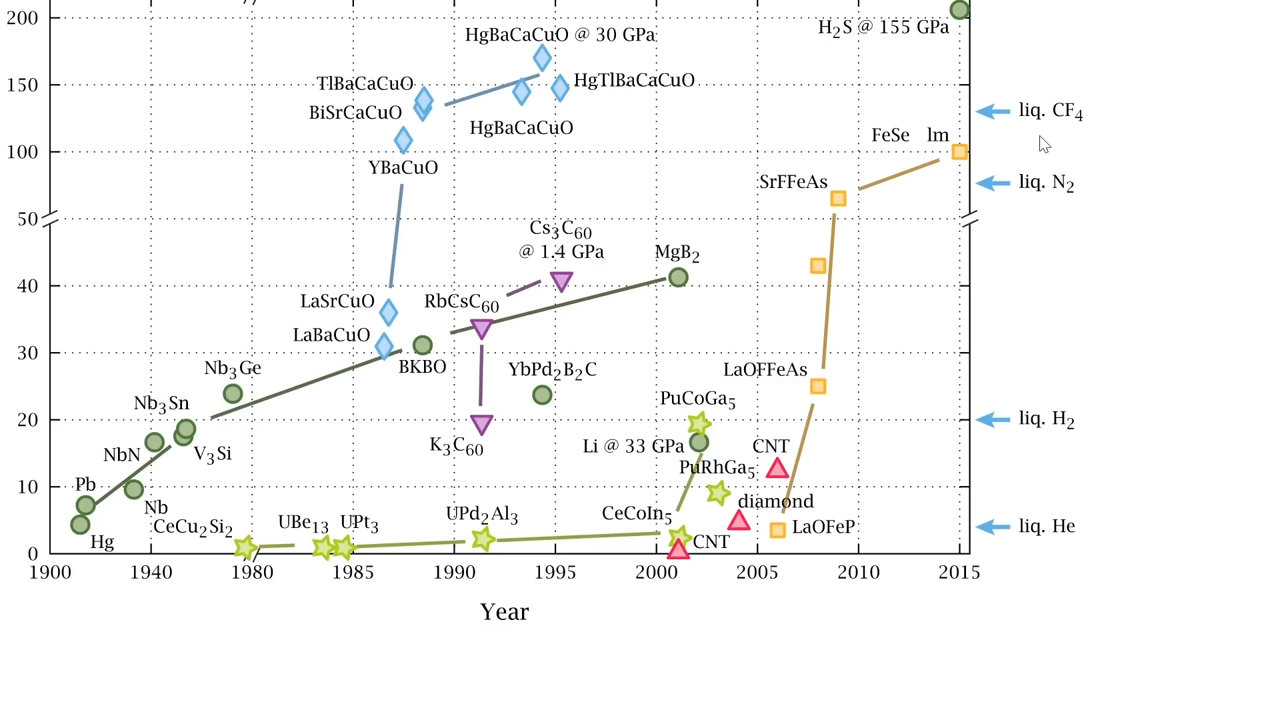 200
H2S @ 155 GPa
HgBaCaCuO @ 30 GPa
150
TlBaCaCuO
HgTlBaCaCuO
BiSrCaCuO
liq. CF4
HgBaCaCuO
100
FeSe lm
YBaCuO
SrFFeAs
liq. N2
50
Cs3C60
@ 1.4 GPa
MgB2
40
LaSrCuO
RbCsC60
LaBaCuO
30
BKBO
Nb3Ge
YbPd2B2C
LaOFFeAs
Nb3Sn
PuCoGa5
20
liq. H2
NbN
V3Si
K3C60
Li @ 33 GPa
CNT
Pb
PuRhGa5
10
Nb
diamond
CeCu2Si2
UBe13
UPt3
UPd2Al3
CeCoIn5
LaOFeP
liq. He
Hg
CNT
0
1900 1940 1980 1985 1990 1995 2000 2005 2010 2015
Year